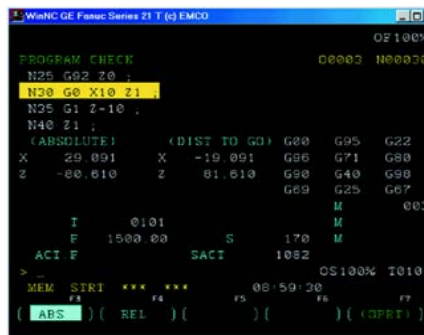 WinNC GE Fanuc Series 21 T (c) EMCO
OF100%
PROGRAM CHECK O0003 N0003
N25 G92 Z0 ;
N30 G0 X10 Z1 ;
N35 G1 Z-10 ;
N40 Z1 ;
(ABSOLUTE) (DIST TO GO) G00 G95 G22
X 29.091 X -19.091 G96 G71 G80
Z -80.610 Z 81.610 G90 G40 G98
G69 G25 G67
M 003
T 0101 M
F 1500.00 S 170 M
ACT.F SACT 1082
> _ OS100% T010
MEM STRT *** *** 08:59:30
F3 F4 F5 F6 F7
( ABS )( REL )( )( )( (OPRT) )